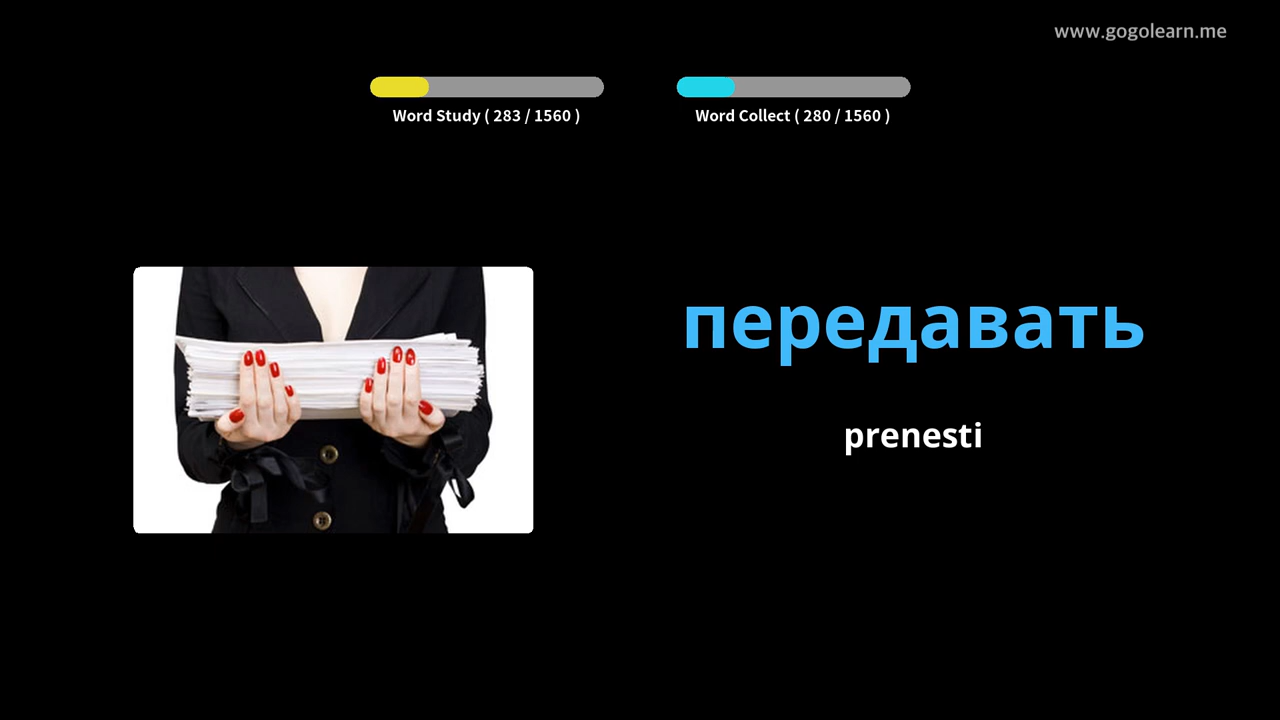 www.gogolearn.me
Word Study ( 283 / 1560 )
Word Collect ( 280 / 1560 )
передавать
prenesti